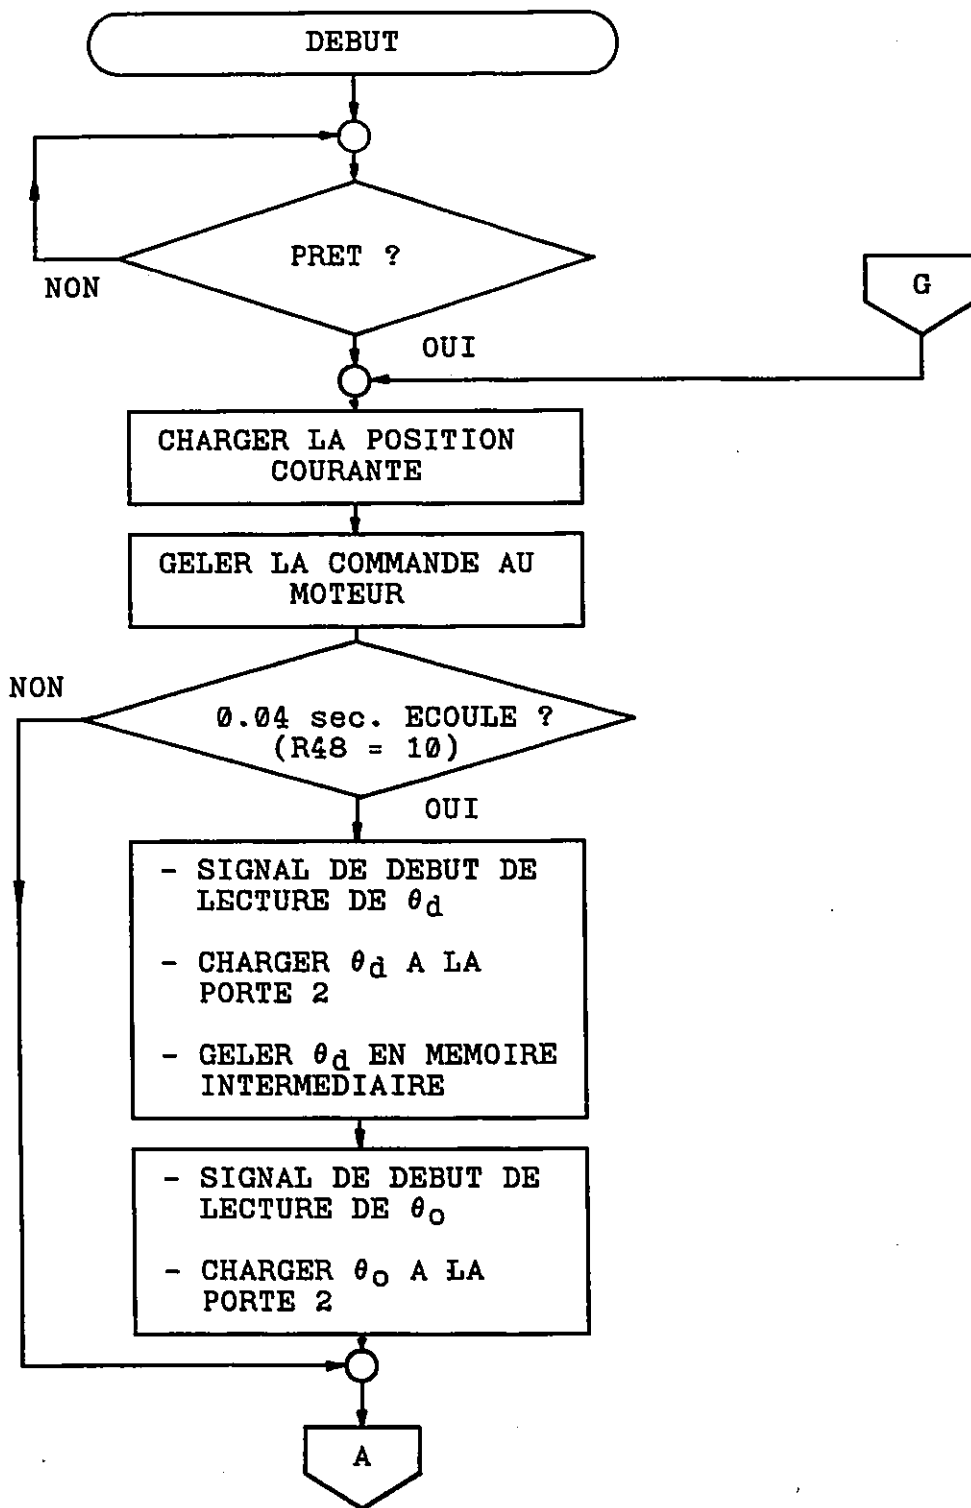 DEBUT
PRET ?
NON
G
OUI
CHARGER LA POSITION
COURANTE
GELER LA COMMANDE AU
MOTEUR
NON
0.04 sec. ECOULE ?
(R48 = 10)
OUI
- SIGNAL DE DEBUT DE
LECTURE DE θd
- CHARGER θd A LA
PORTE 2
- GELER θd EN MEMOIRE
INTERMEDIAIRE
- SIGNAL DE DEBUT DE
LECTURE DE θo
- CHARGER θo A LA
PORTE 2
A